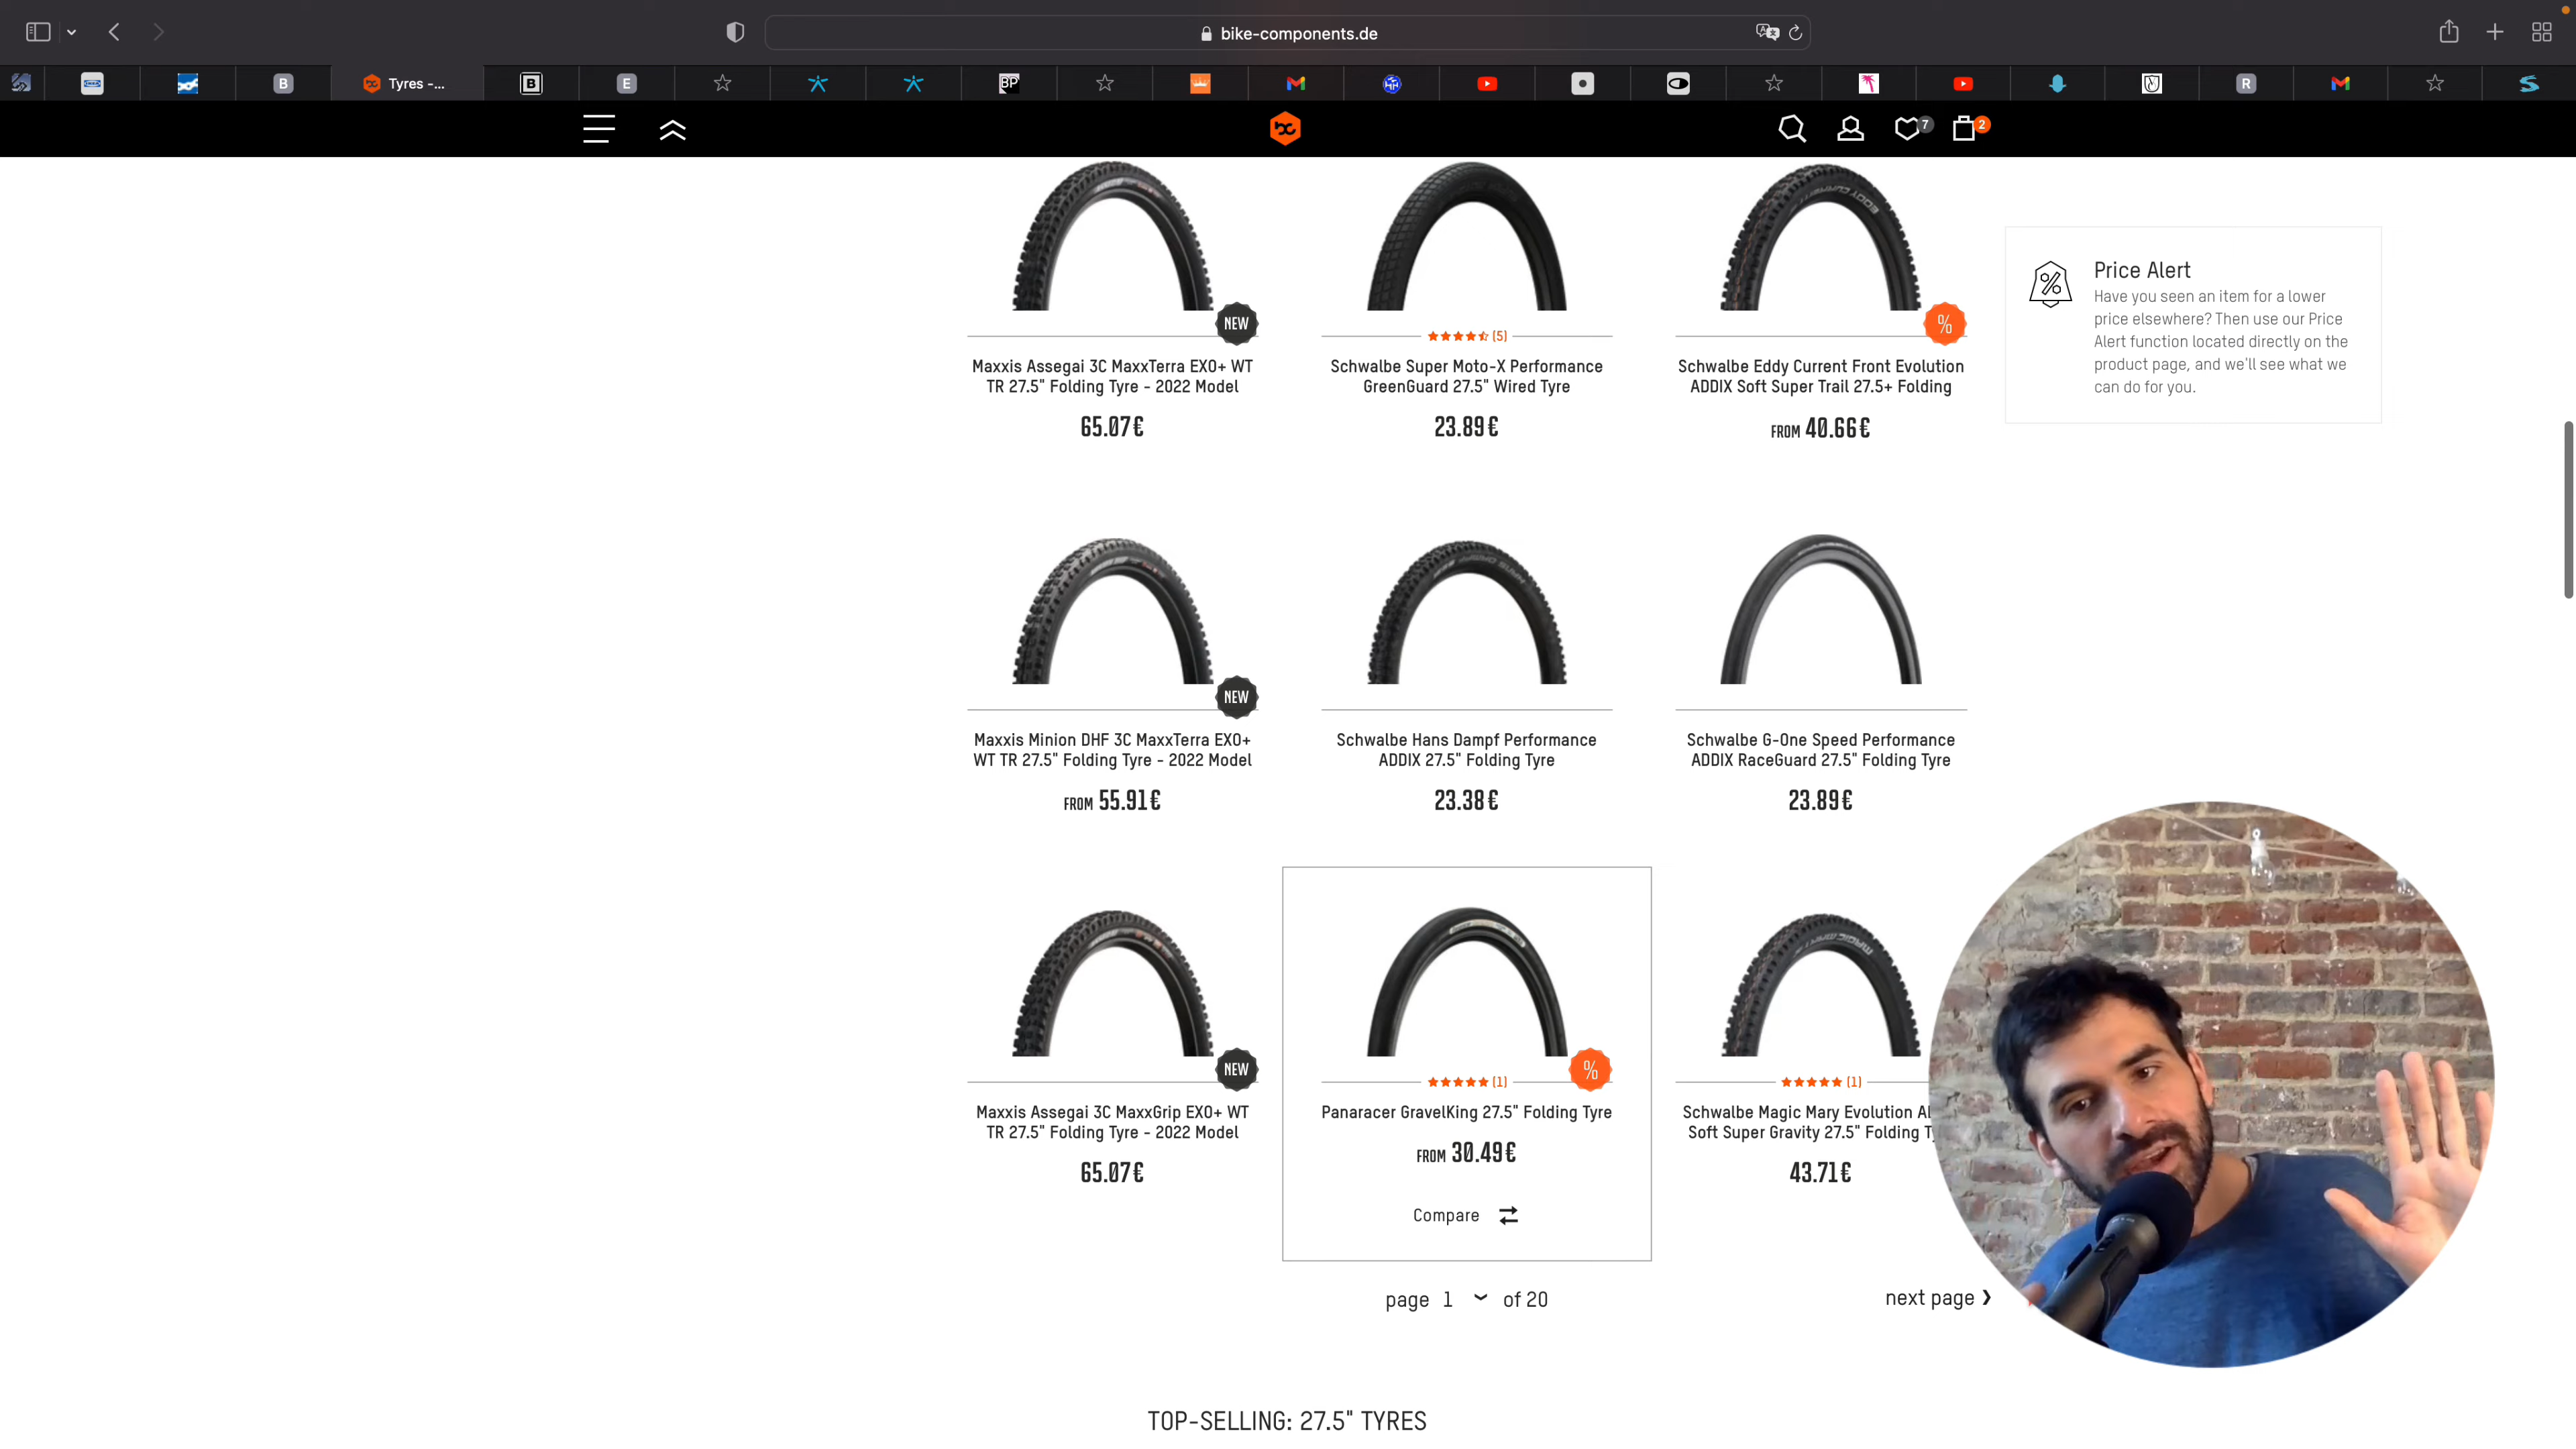 bike-components.de
B
Tyres -...
B
E
BP
R
7
2
EDDY CURRENT
Price Alert
Have you seen an item for a lower
price elsewhere? Then use our Price
Alert function located directly on the
product page, and we'll see what we
can do for you.
NEW
(5)
%
Maxxis Assegai 3C MaxxTerra EXO+ WT
TR 27.5" Folding Tyre - 2022 Model
65.07€
Schwalbe Super Moto-X Performance
GreenGuard 27.5" Wired Tyre
23.89€
Schwalbe Eddy Current Front Evolution
ADDIX Soft Super Trail 27.5+ Folding
FROM 40.66€
HANS DAMPF
NEW
Maxxis Minion DHF 3C MaxxTerra EXO+
WT TR 27.5" Folding Tyre - 2022 Model
FROM 55.91€
Schwalbe Hans Dampf Performance
ADDIX 27.5" Folding Tyre
23.38€
Schwalbe G-One Speed Performance
ADDIX RaceGuard 27.5" Folding Tyre
23.89€
MAGIC MARY
NEW
%
(1)
(1)
Maxxis Assegai 3C MaxxGrip EXO+ WT
TR 27.5" Folding Tyre - 2022 Model
65.07€
Panaracer GravelKing 27.5" Folding Tyre
FROM 30.49€
Compare
Schwalbe Magic Mary Evolution A
Soft Super Gravity 27.5" Folding T
43.71€
page 1 of 20
next page
TOP-SELLING: 27.5" TYRES